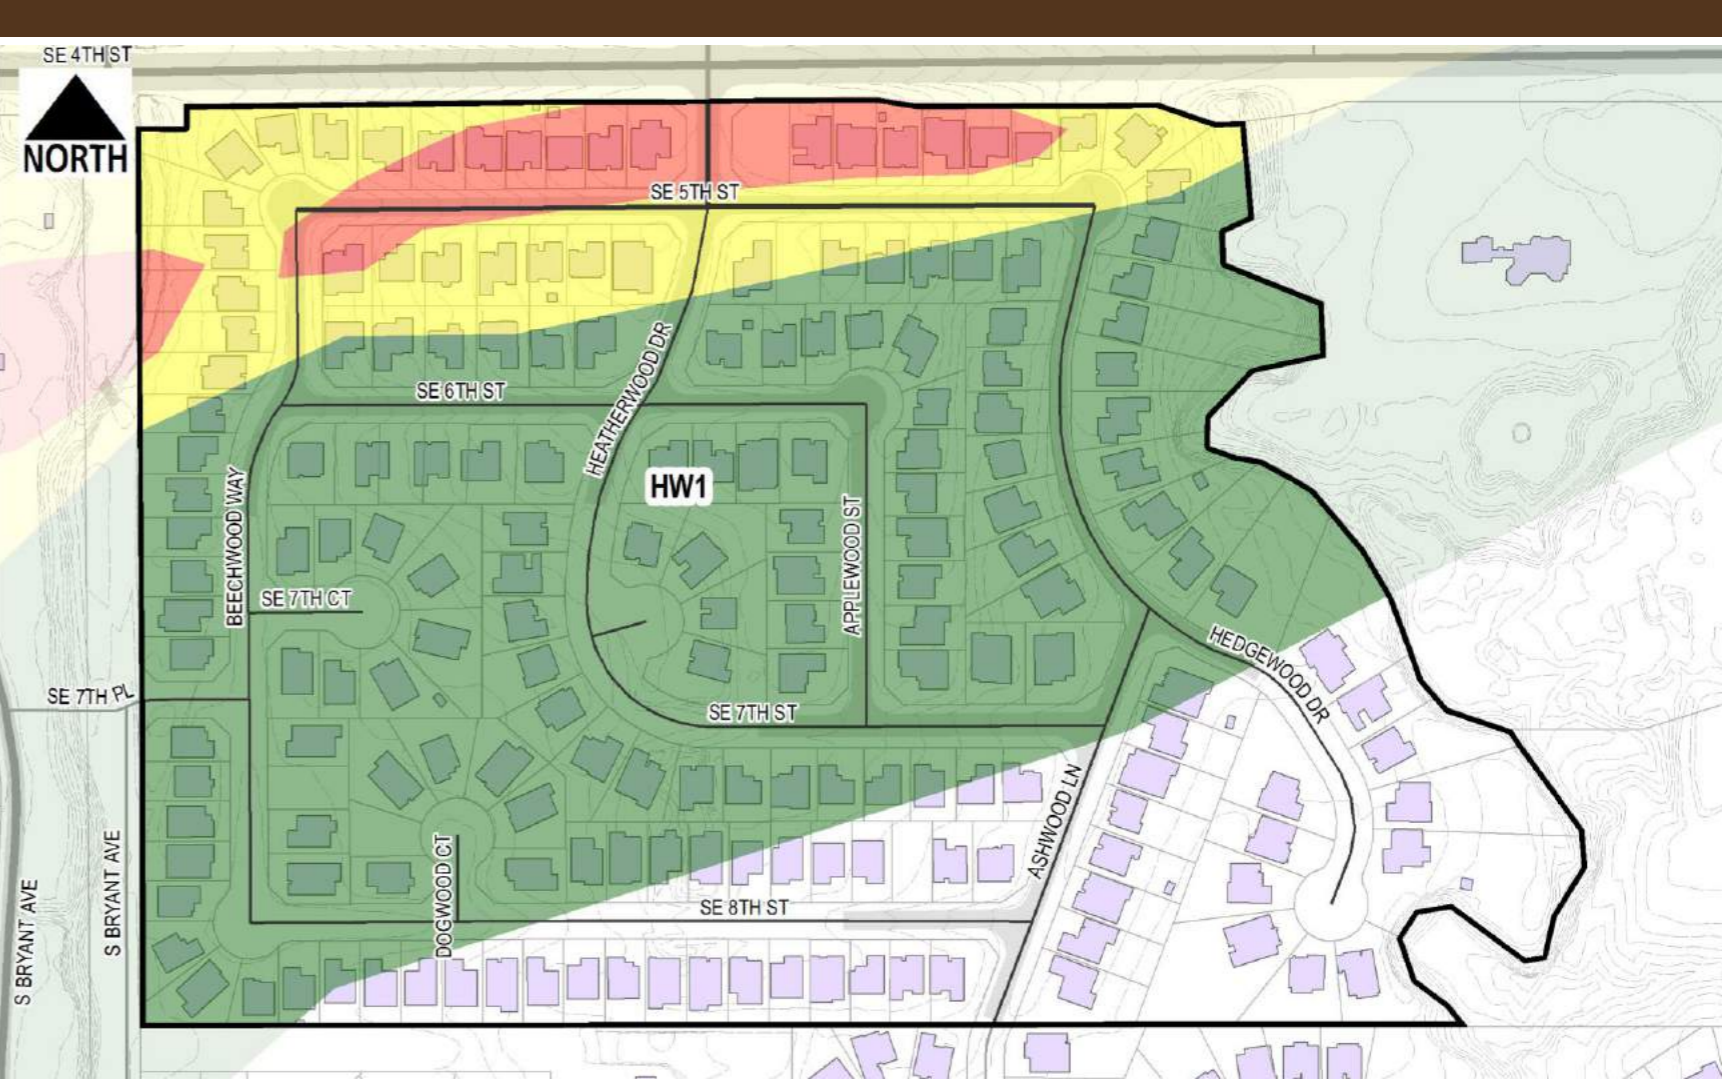 SE 4TH ST
NORTH
SE 5TH ST
SE 6TH ST
HEATHERWOOD DR
HW1
BEECHWOOD WAY
APPLEWOOD ST
SE 7TH CT
HEDGEWOOD DR
SE 7TH PL
SE 7TH ST
ASHWOOD LN
DOGWOOD CT
S BRYANT AVE
S BRYANT AVE
SE 8TH ST